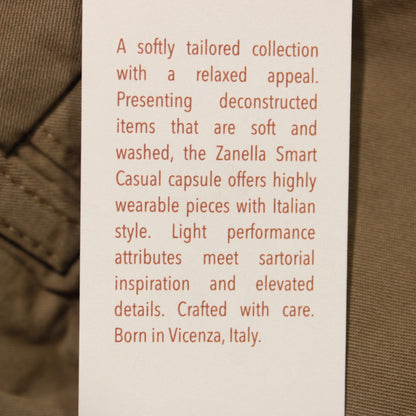 A softly tailored collection
with a relaxed appeal.
Presenting deconstructed
items that are soft and
washed, the Zanella Smart
Casual capsule offers highly
wearable pieces with Italian
style. Light performance
attributes meet sartorial
inspiration and elevated
details. Crafted with care.
Born in Vicenza, Italy.